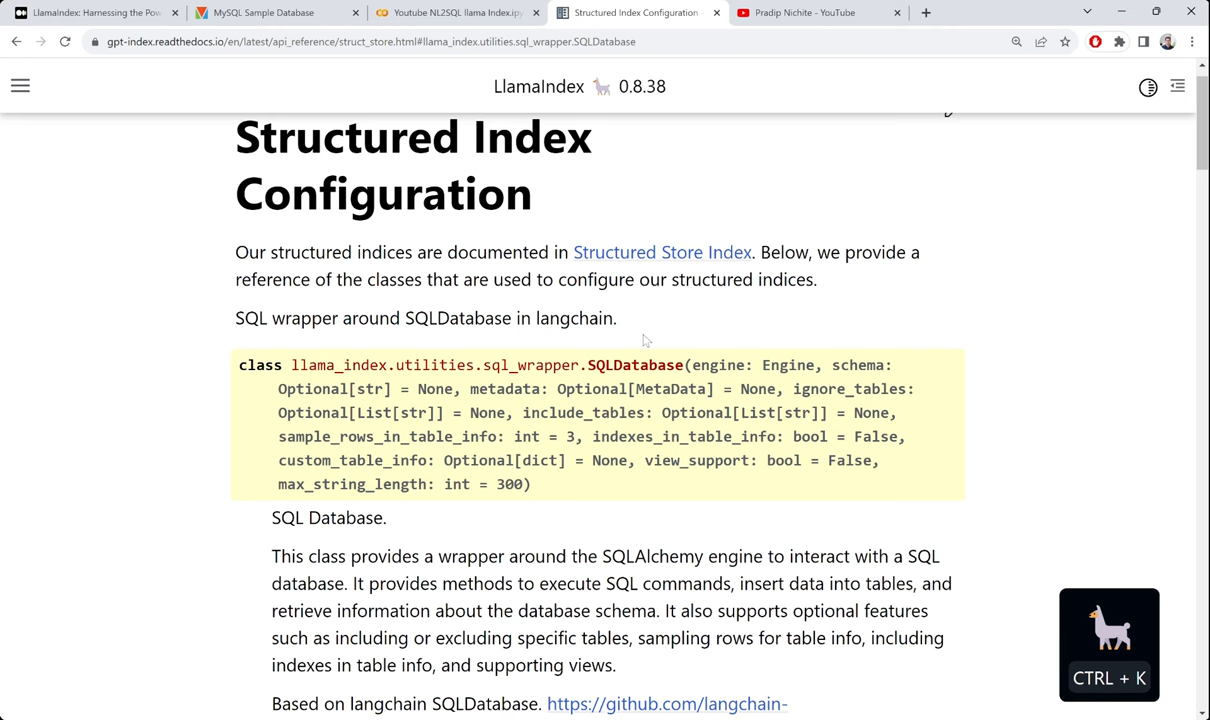 LlamaIndex: Harnessing the Pow
MySQL Sample Database
Youtube NL2SQL llama Index.ipy
Structured Index Configuration
Pradip Nichite - YouTube
gpt-index.readthedocs.io/en/latest/api_reference/struct_store.html#llama_index.utilities.sql_wrapper.SQLDatabase
LlamaIndex 🦙 0.8.38
Structured Index
Configuration
Our structured indices are documented in Structured Store Index. Below, we provide a
reference of the classes that are used to configure our structured indices.
SQL wrapper around SQLDatabase in langchain.
class llama_index.utilities.sql_wrapper.SQLDatabase(engine: Engine, schema:
Optional[str] = None, metadata: Optional[MetaData] = None, ignore_tables:
Optional[List[str]] = None, include_tables: Optional[List[str]] = None,
sample_rows_in_table_info: int = 3, indexes_in_table_info: bool = False,
custom_table_info: Optional[dict] = None, view_support: bool = False,
max_string_length: int = 300)
SQL Database.
This class provides a wrapper around the SQLAlchemy engine to interact with a SQL
database. It provides methods to execute SQL commands, insert data into tables, and
retrieve information about the database schema. It also supports optional features
such as including or excluding specific tables, sampling rows for table info, including
indexes in table info, and supporting views.
Based on langchain SQLDatabase. https://github.com/langchain-
CTRL + K